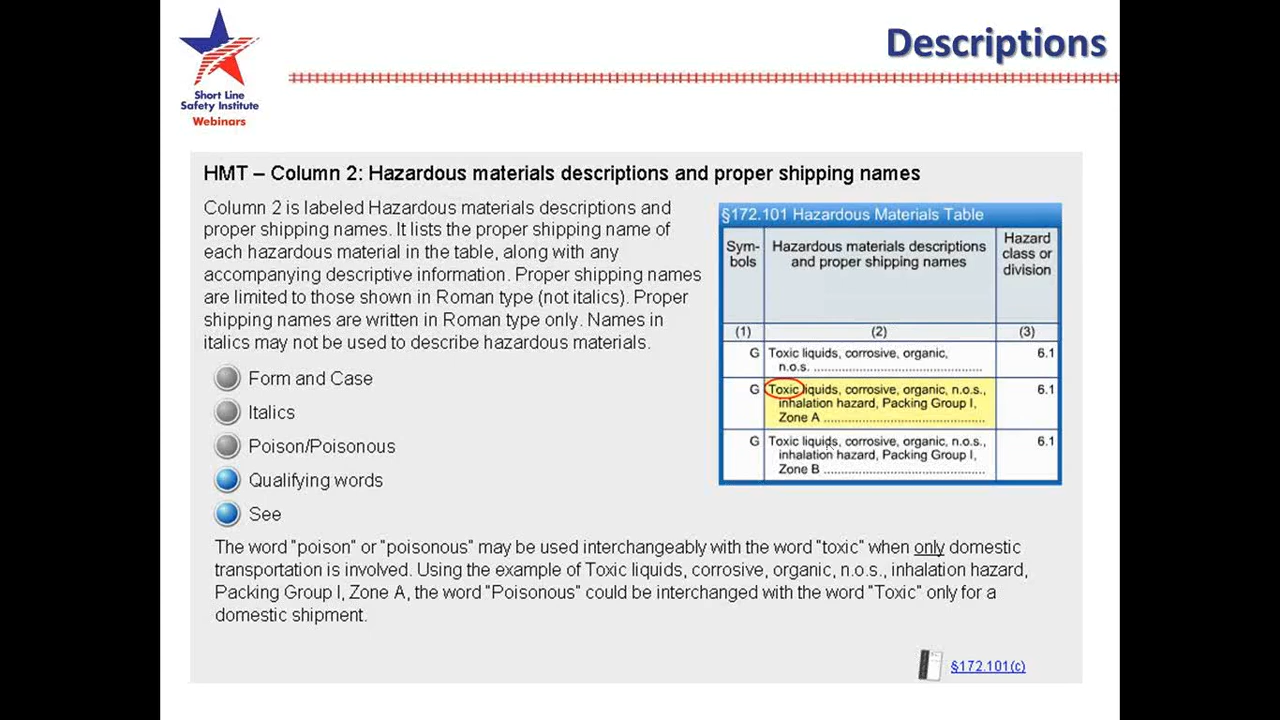 Descriptions
Short Line
Safety Institute
Webinars
HMT – Column 2: Hazardous materials descriptions and proper shipping names
Column 2 is labeled Hazardous materials descriptions and
proper shipping names. It lists the proper shipping name of
each hazardous material in the table, along with any
accompanying descriptive information. Proper shipping names
are limited to those shown in Roman type (not italics). Proper
shipping names are written in Roman type only. Names in
italics may not be used to describe hazardous materials.
Form and Case
Italics
Poison/Poisonous
Qualifying words
See
§172.101 Hazardous Materials Table
Sym-
bols
Hazardous materials descriptions
and proper shipping names
Hazard
class or
division
(1) (2) (3)
G Toxic liquids, corrosive, organic, 6.1
n.o.s. ................................................
G Toxic liquids, corrosive, organic, n.o.s., 6.1
inhalation hazard, Packing Group I,
Zone A ..............................................
G Toxic liquids, corrosive, organic, n.o.s., 6.1
inhalation hazard, Packing Group I,
Zone B ..............................................
The word "poison" or "poisonous" may be used interchangeably with the word "toxic" when only domestic
transportation is involved. Using the example of Toxic liquids, corrosive, organic, n.o.s., inhalation hazard,
Packing Group I, Zone A, the word "Poisonous" could be interchanged with the word "Toxic" only for a
domestic shipment.
§172.101(c)